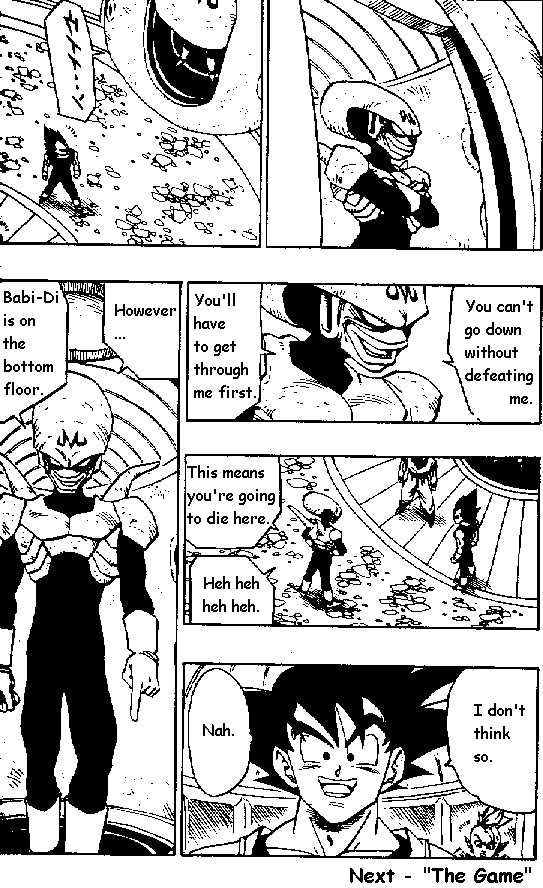 Babi-Di
is on
the
bottom
floor.
However
...
You'll
have
to get
through
me first.
You can't
go down
without
defeating
me.
This means
you're going
to die here.
Heh heh
heh heh.
Nah.
I don't
think
so.
Next - "The Game"